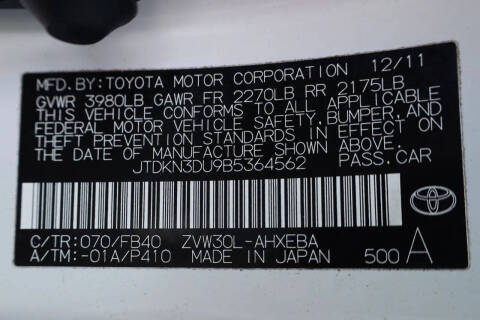 MFD. BY: TOYOTA MOTOR CORPORATION 12/11
GVWR 3980LB GAWR FR 2270LB RR 2175LB
THIS VEHICLE CONFORMS TO ALL APPLICABLE
FEDERAL MOTOR VEHICLE SAFETY, BUMPER, AND
THEFT PREVENTION STANDARDS IN EFFECT ON
THE DATE OF MANUFACTURE SHOWN ABOVE.
JTDKN3DU9B5364562 PASS. CAR
C/TR: 070/FB40 ZVW30L-AHXEBA
A/TM: -01A/P410 MADE IN JAPAN 500 A
TOYOTA